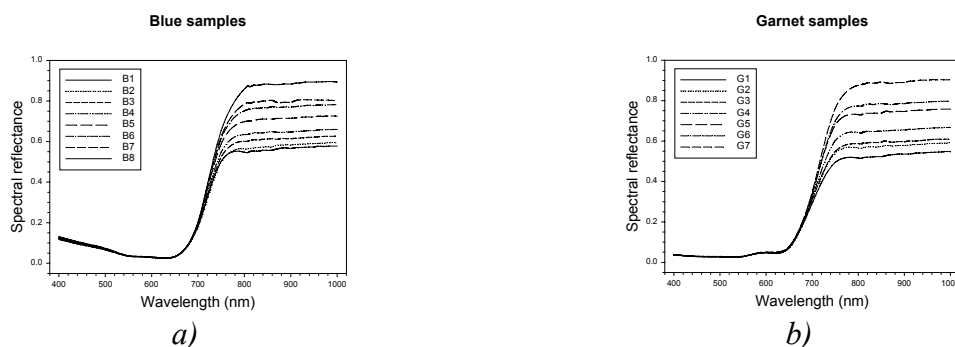 Blue samples
Spectral reflectance
1.0
0.8
0.6
0.4
0.2
0.0
B1
B2
B3
B4
B5
B6
B7
B8
400 500 600 700 800 900 1000
Wavelength (nm)
a)
Garnet samples
Spectral reflectance
1.0
0.8
0.6
0.4
0.2
0.0
G1
G2
G3
G4
G5
G6
G7
400 500 600 700 800 900 1000
Wavelength (nm)
b)